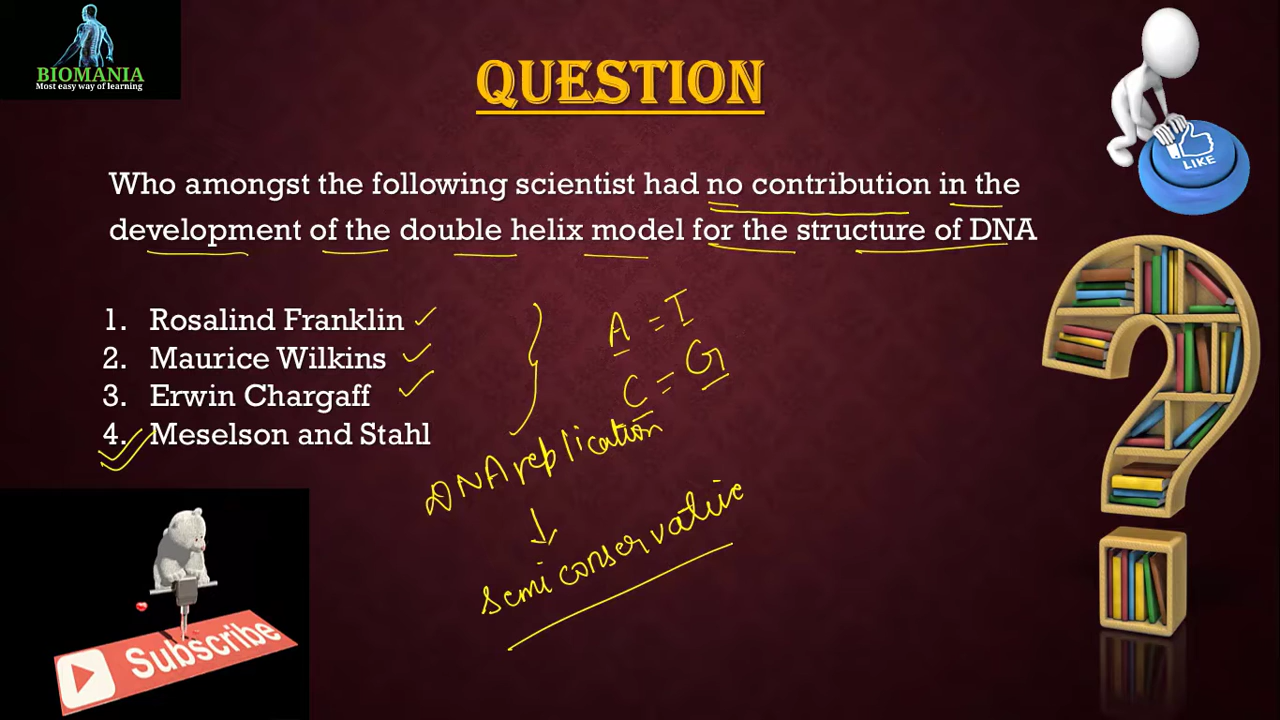 BIOMANIA
Most easy way of learning
QUESTION
LIKE
Who amongst the following scientist had no contribution in the
development of the double helix model for the structure of DNA
1. Rosalind Franklin
2. Maurice Wilkins
3. Erwin Chargaff
4. Meselson and Stahl
A = T
C = G
DNA replication
semiconservative
Subscribe